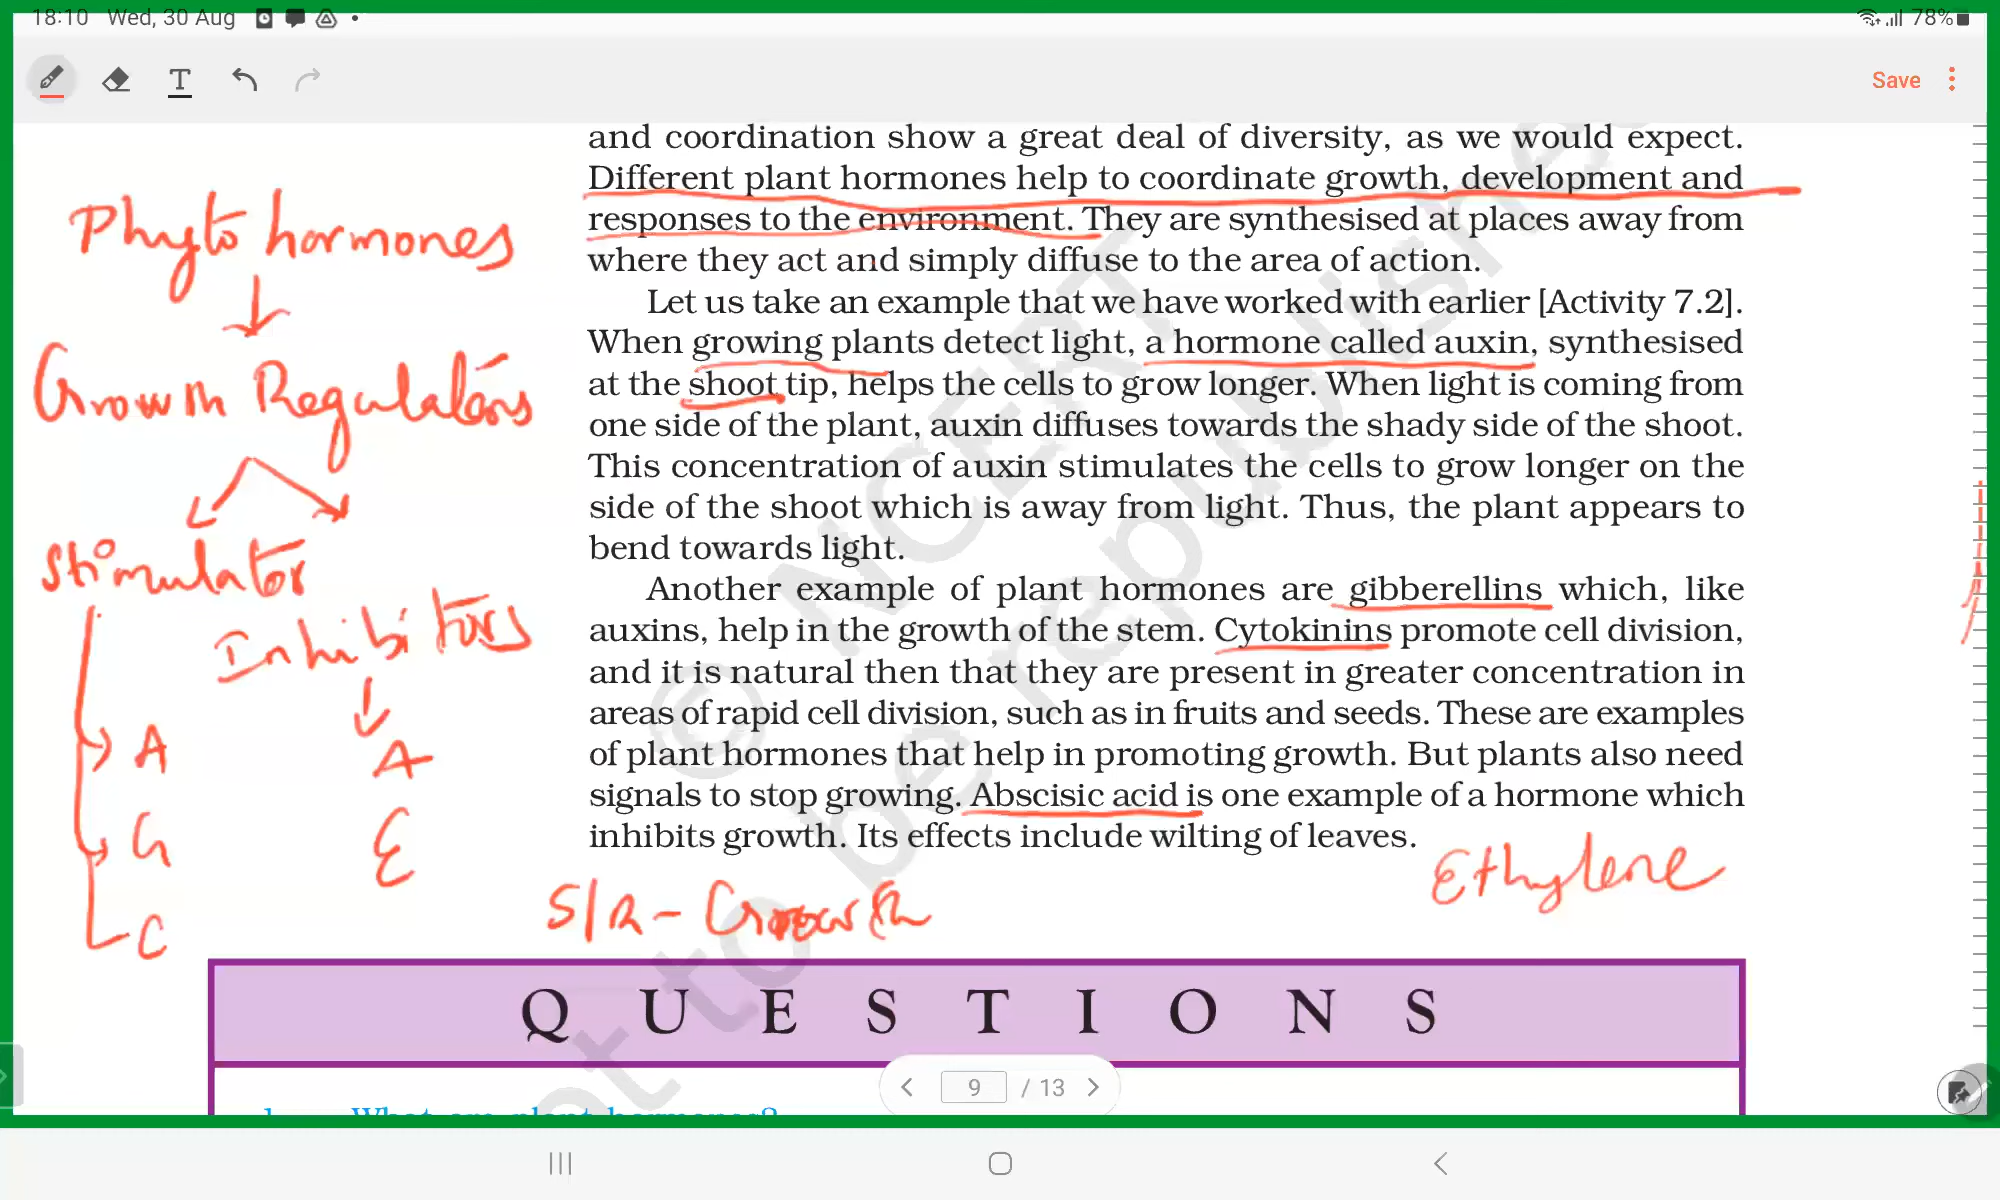 18:10 Wed, 30 Aug
78%
T
Save
and coordination show a great deal of diversity, as we would expect.
Different plant hormones help to coordinate growth, development and
responses to the environment. They are synthesised at places away from
where they act and simply diffuse to the area of action.
Let us take an example that we have worked with earlier [Activity 7.2].
When growing plants detect light, a hormone called auxin, synthesised
at the shoot tip, helps the cells to grow longer. When light is coming from
one side of the plant, auxin diffuses towards the shady side of the shoot.
This concentration of auxin stimulates the cells to grow longer on the
side of the shoot which is away from light. Thus, the plant appears to
bend towards light.
Another example of plant hormones are gibberellins which, like
auxins, help in the growth of the stem. Cytokinins promote cell division,
and it is natural then that they are present in greater concentration in
areas of rapid cell division, such as in fruits and seeds. These are examples
of plant hormones that help in promoting growth. But plants also need
signals to stop growing. Abscisic acid is one example of a hormone which
inhibits growth. Its effects include wilting of leaves.
Phyto hormones
Growth Regulators
Stimulator
Inhibitors
A
G
C
A
E
S/R - Growth
Ethylene
© NCERT
not to be republished
QUESTIONS
9 / 13
1. What are plant hormones?